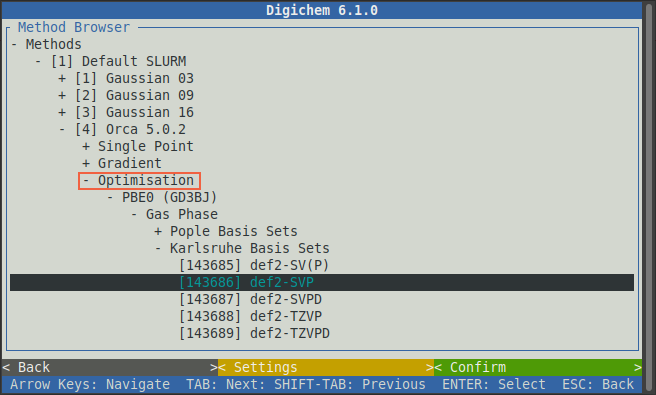 Digichem 6.1.0
Method Browser
- Methods
- [1] Default SLURM
+ [1] Gaussian 03
+ [2] Gaussian 09
+ [3] Gaussian 16
- [4] Orca 5.0.2
+ Single Point
+ Gradient
- Optimisation
- PBE0 (GD3BJ)
- Gas Phase
+ Pople Basis Sets
- Karlsruhe Basis Sets
[143685] def2-SV(P)
[143686] def2-SVP
[143687] def2-SVPD
[143688] def2-TZVP
[143689] def2-TZVPD
< Back >< Settings >< Confirm >
Arrow Keys: Navigate TAB: Next: SHIFT-TAB: Previous ENTER: Select ESC: Back